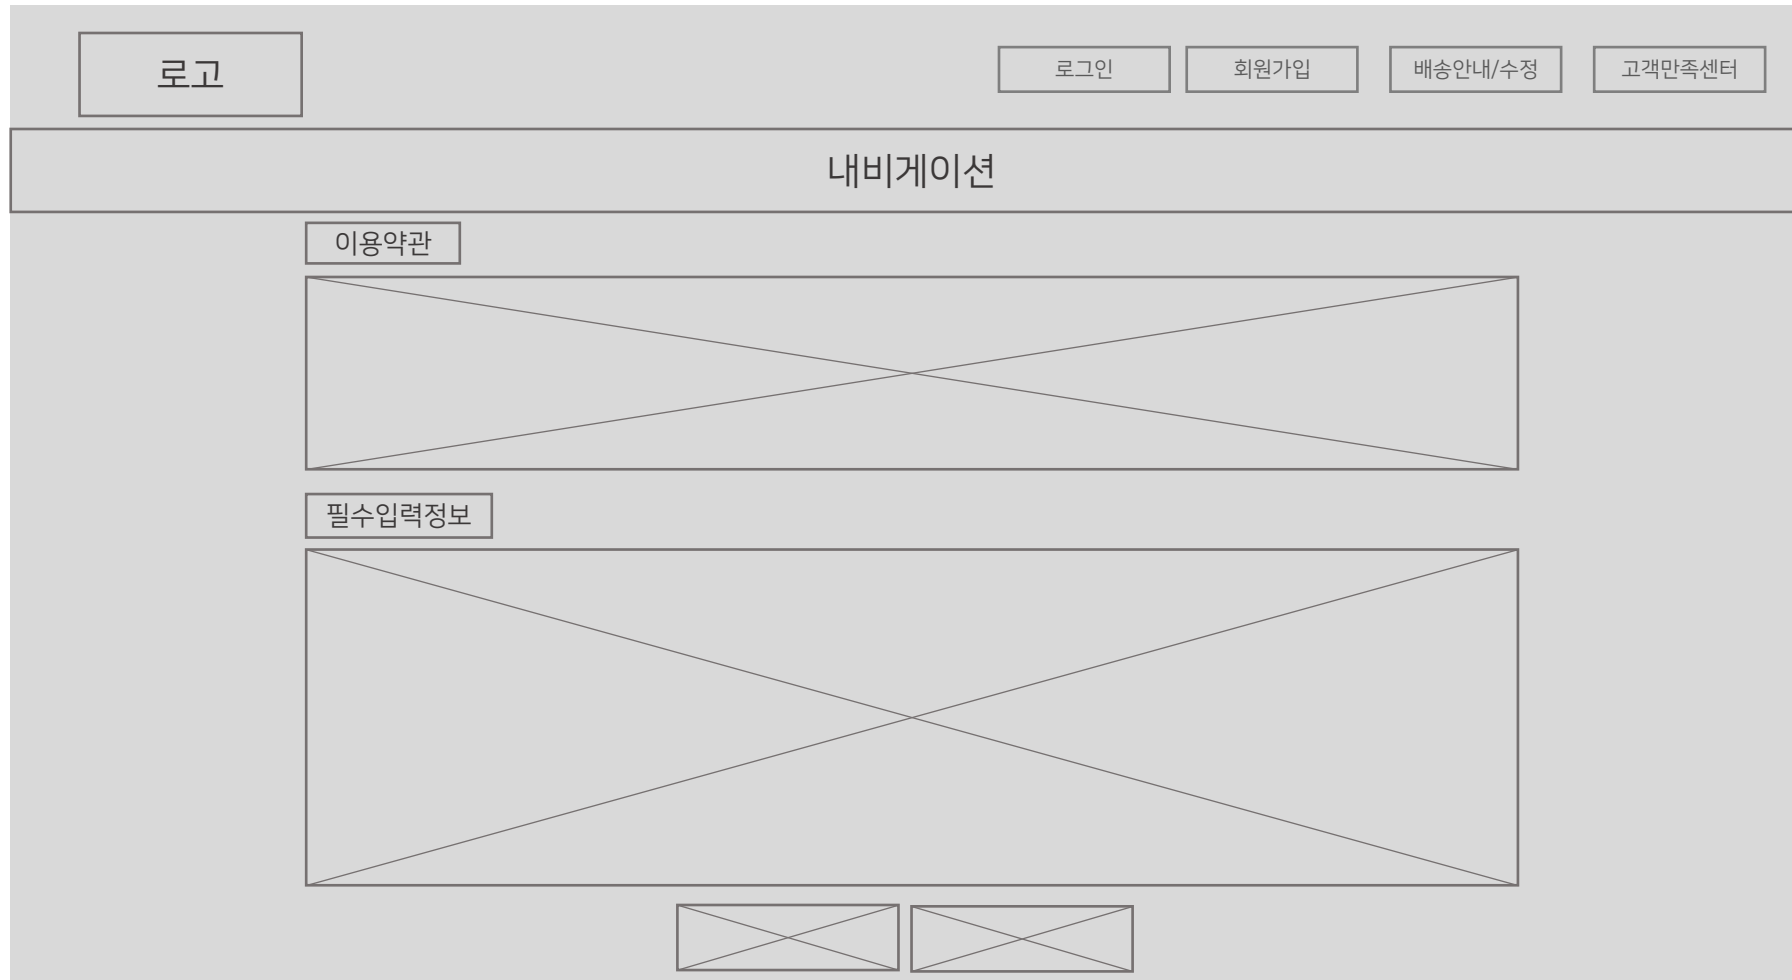 로고
로그인
회원가입
배송안내/수정
고객만족센터
내비게이션
이용약관
필수입력정보